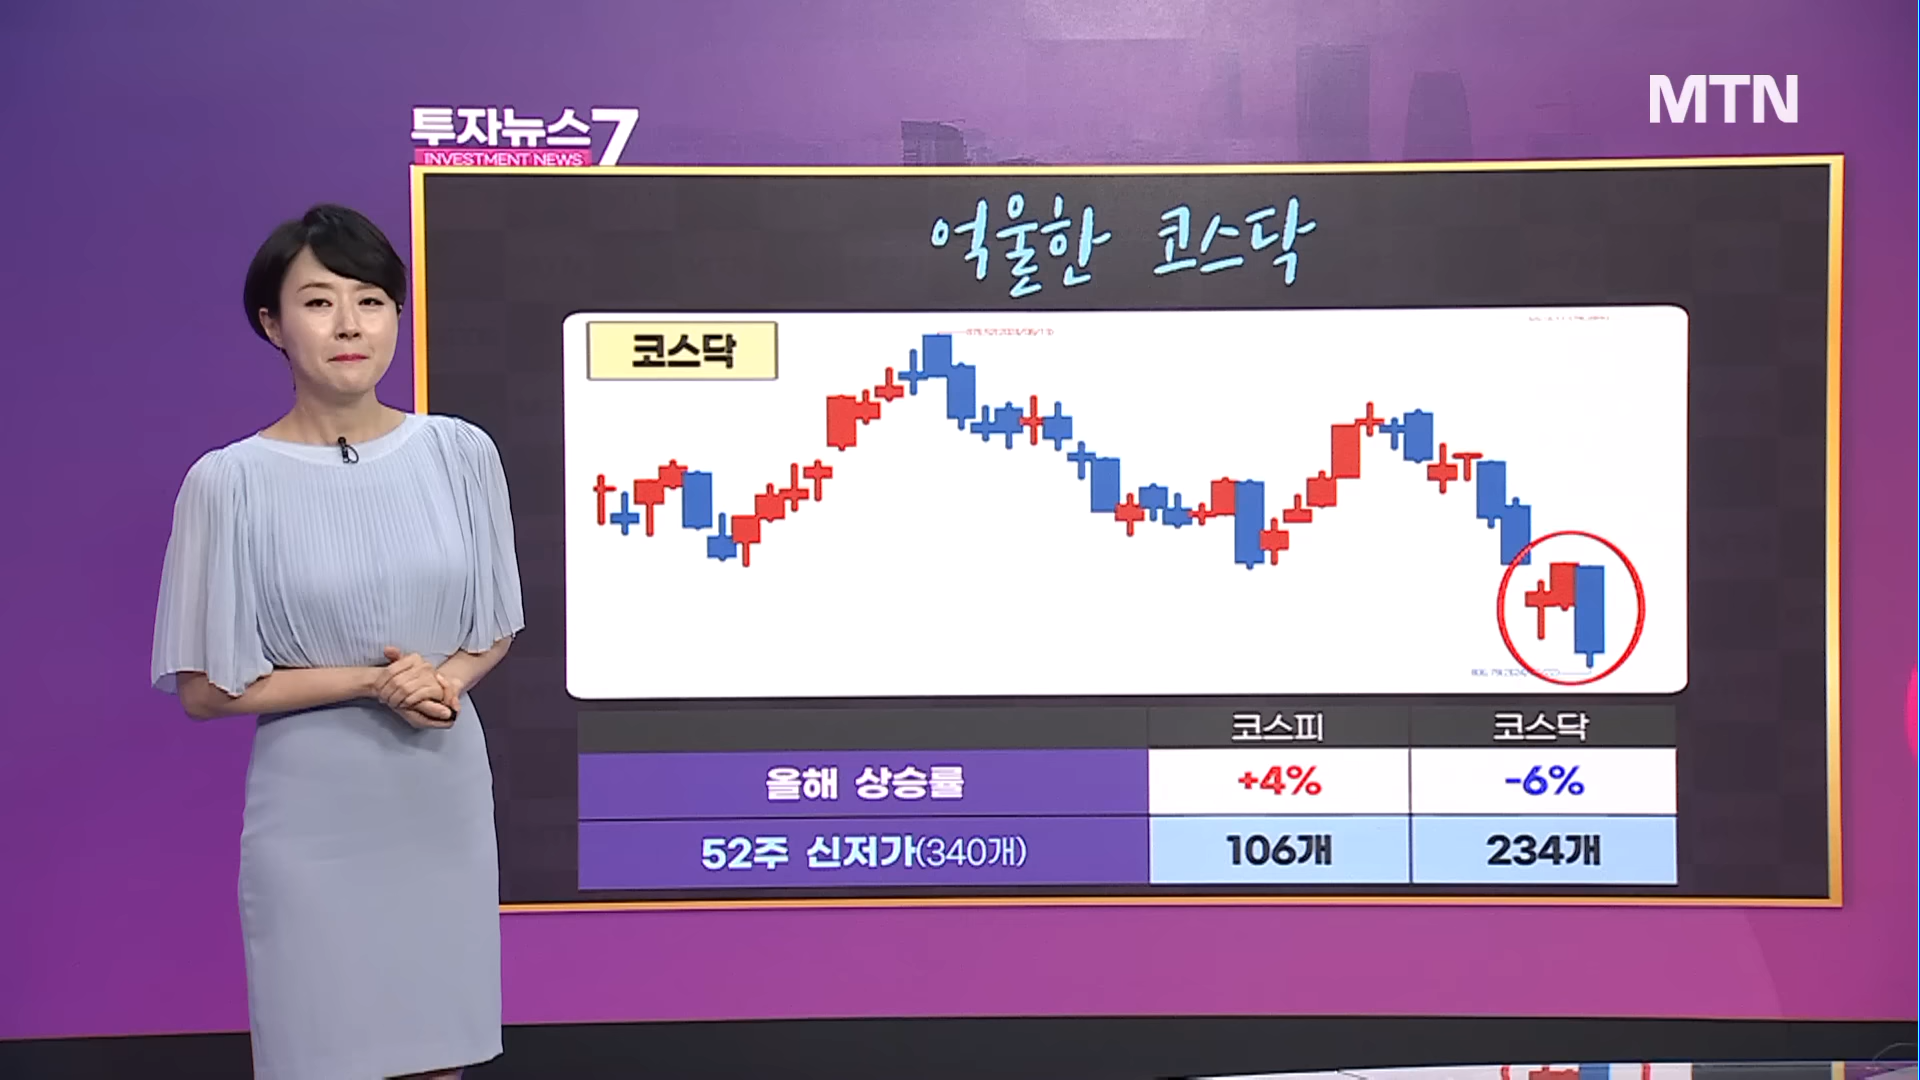 MTN
투자뉴스7
INVESTMENT NEWS
억울한 코스닥
코스닥
코스피 코스닥
올해 상승률 +4% -6%
52주 신저가(340개) 106개 234개